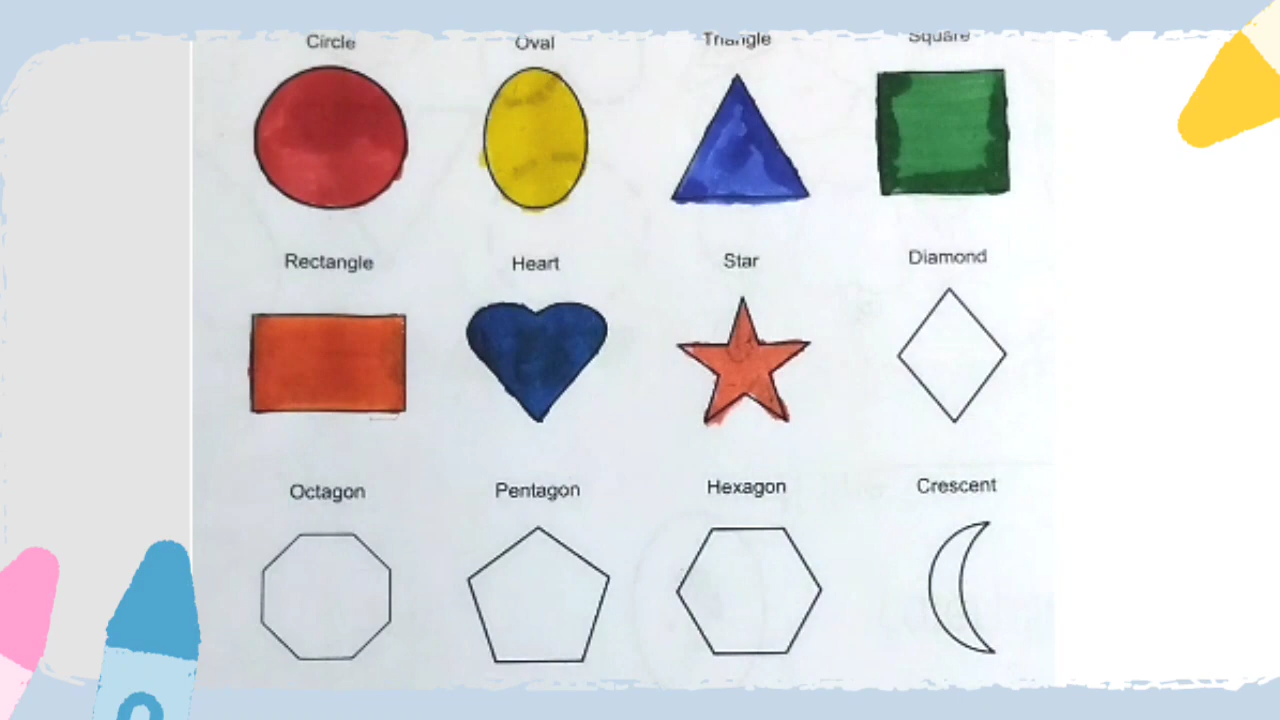 Circle Oval Triangle Square
Rectangle Heart Star Diamond
Octagon Pentagon Hexagon Crescent